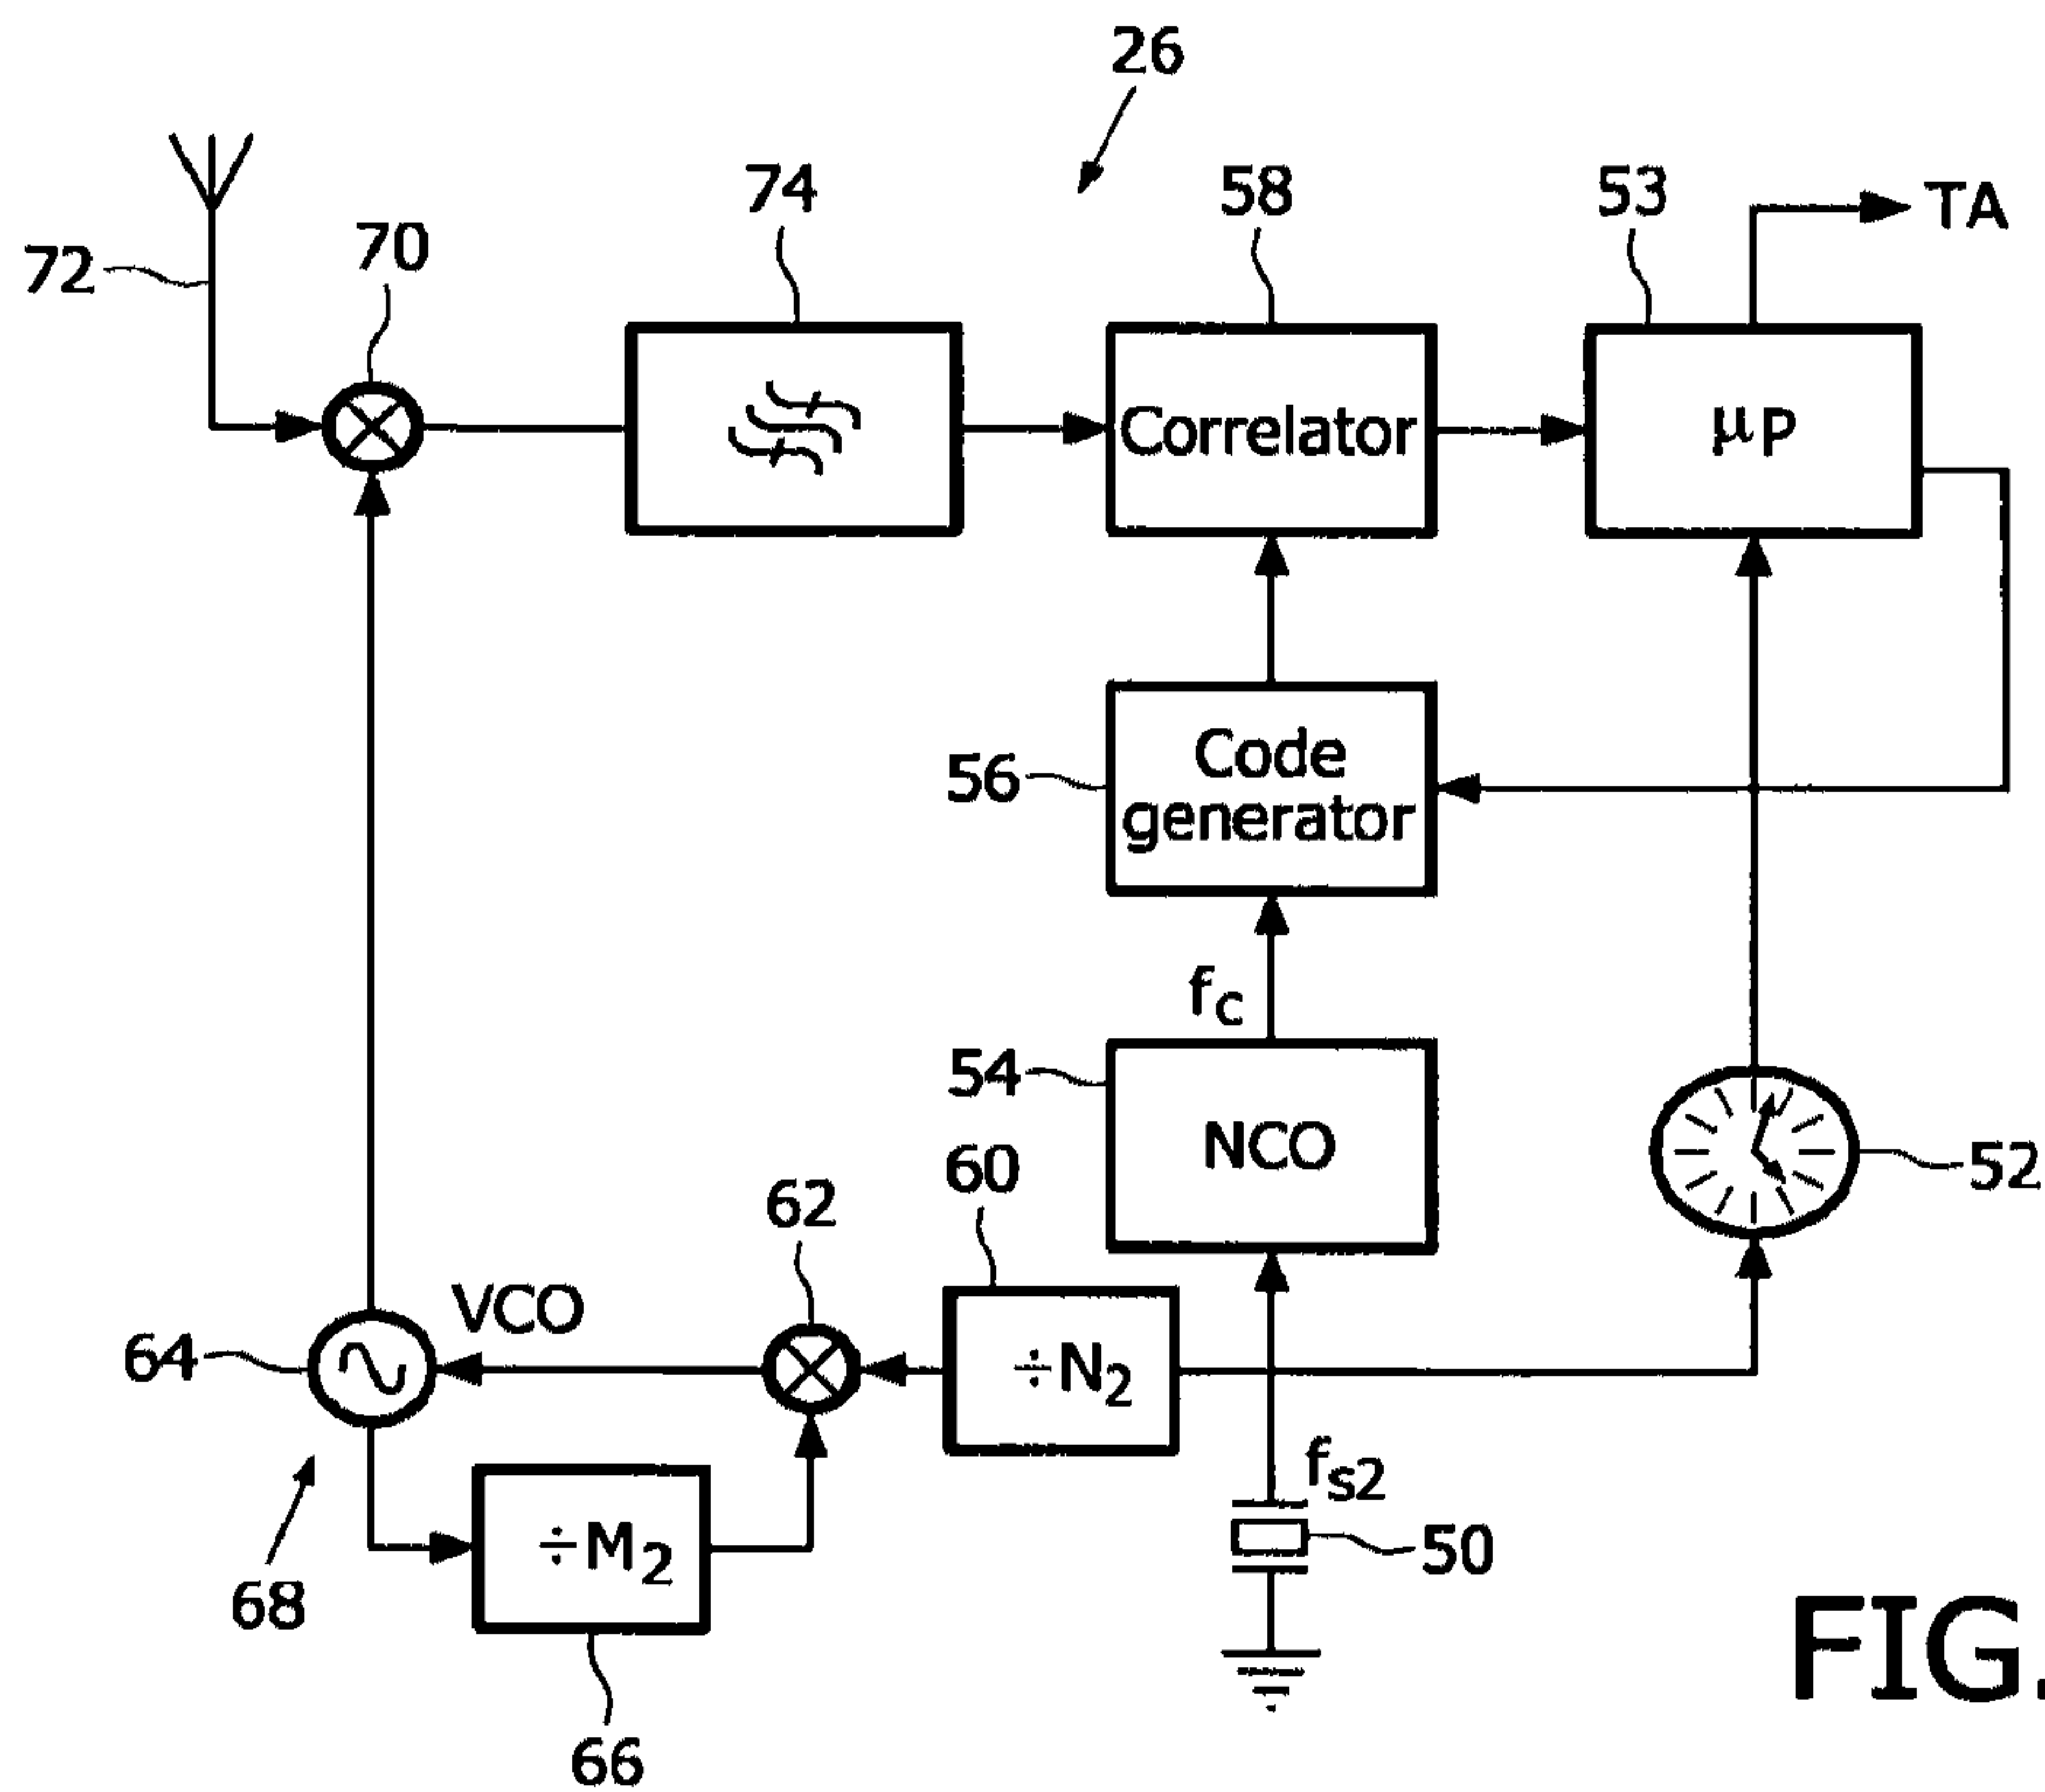 26
72
70
74
58
53
TA
Correlator
μP
56
Code
generator
fC
54
NCO
52
60
62
VCO
64
÷N2
fs2
50
÷M2
68
66
FIG.